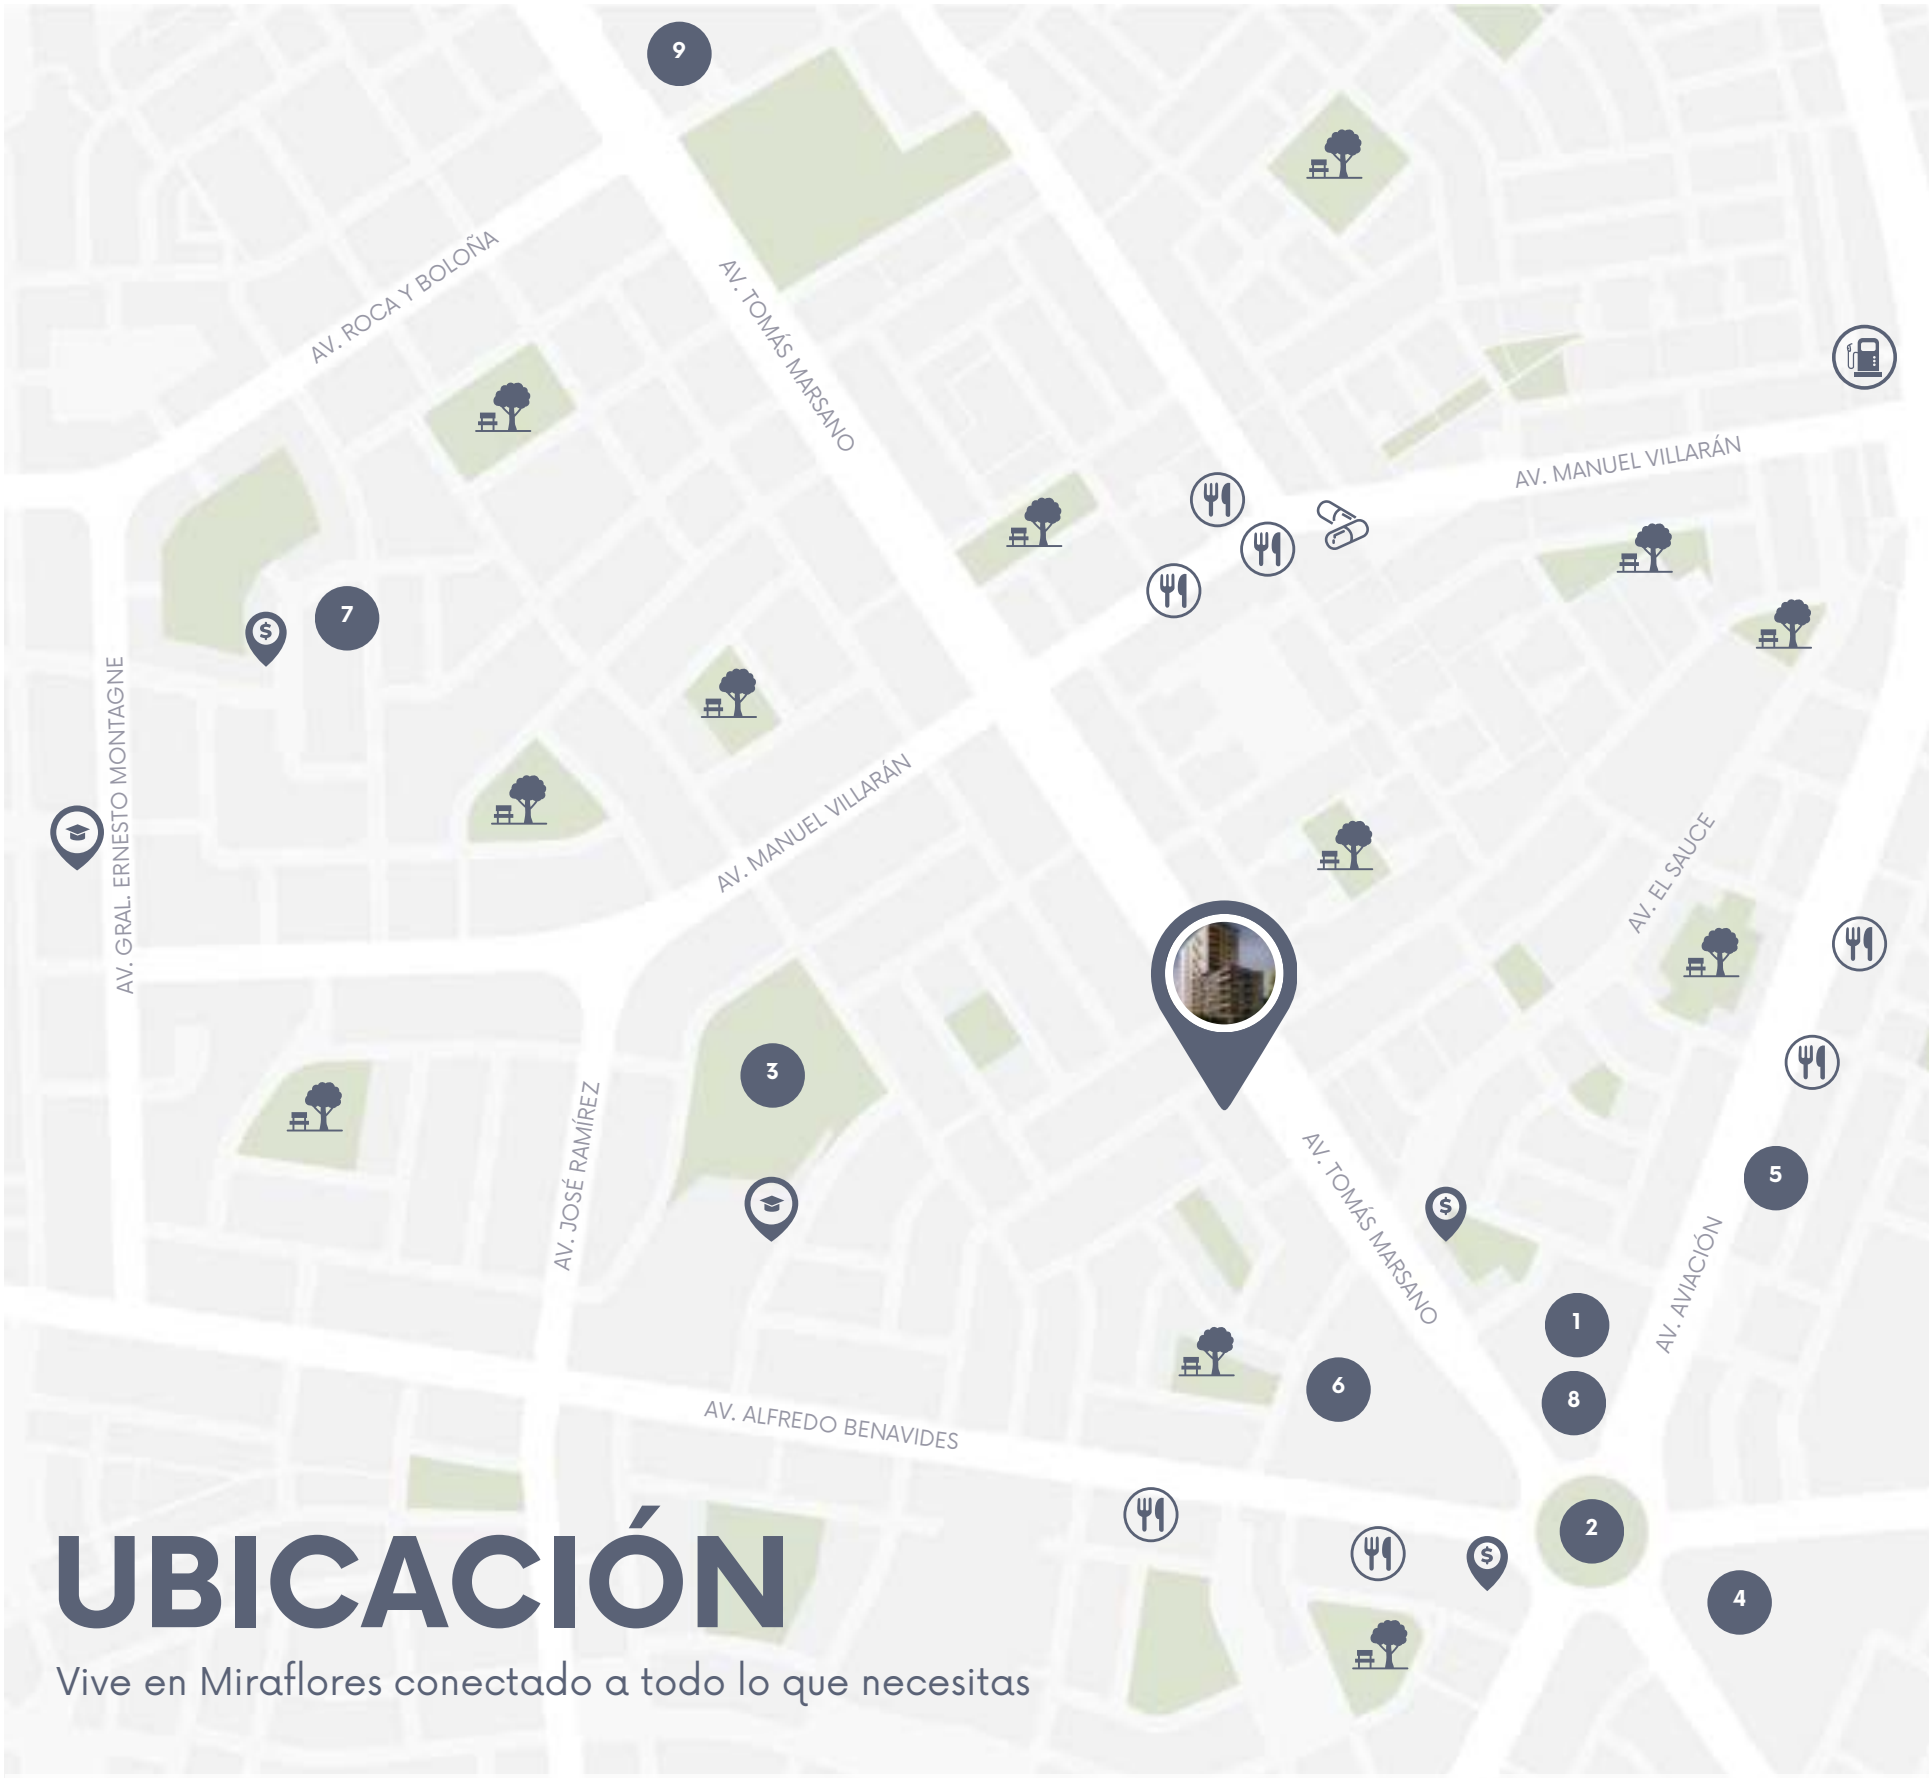 9
AV. ROCA Y BOLOÑA
AV. TOMÁS MARSANO
AV. MANUEL VILLARÁN
7
$
AV. GRAL. ERNESTO MONTAGNE
AV. MANUEL VILLARÁN
AV. EL SAUCE
3
AV. JOSÉ RAMÍREZ
AV. TOMÁS MARSANO
5
$
AV. AVIACIÓN
1
6
8
AV. ALFREDO BENAVIDES
2
$
4
UBICACIÓN
Vive en Miraflores conectado a todo lo que necesitas